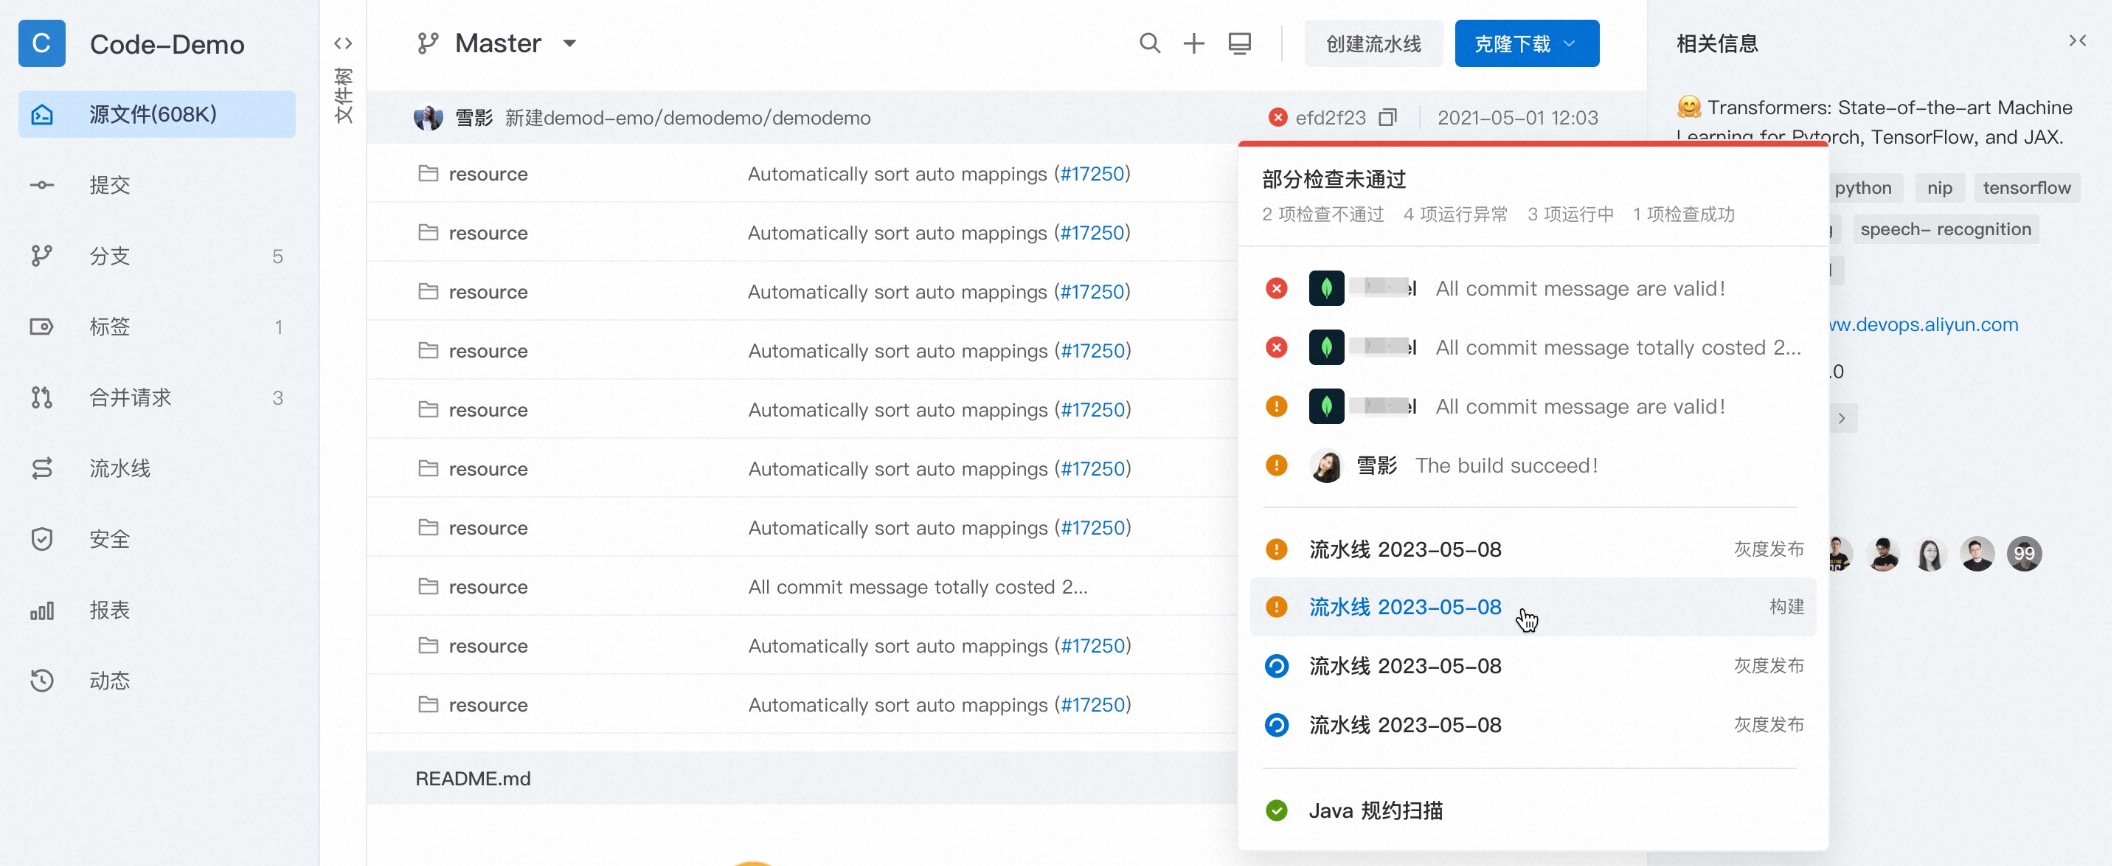 C Code-Demo
源文件(608K)
提交
分支 5
标签 1
合并请求 3
流水线
安全
报表
动态
文件树
Master
创建流水线
克隆下载
雪影 新建demod-emo/demodemo/demodemo
efd2f23 2021-05-01 12:03
resource Automatically sort auto mappings (#17250)
resource Automatically sort auto mappings (#17250)
resource Automatically sort auto mappings (#17250)
resource Automatically sort auto mappings (#17250)
resource Automatically sort auto mappings (#17250)
resource Automatically sort auto mappings (#17250)
resource Automatically sort auto mappings (#17250)
resource All commit message totally costed 2...
resource Automatically sort auto mappings (#17250)
resource Automatically sort auto mappings (#17250)
README.md
部分检查未通过
2 项检查不通过 4 项运行异常 3 项运行中 1 项检查成功
All commit message are valid!
All commit message totally costed 2...
All commit message are valid!
雪影 The build succeed!
流水线 2023-05-08 灰度发布
流水线 2023-05-08 构建
流水线 2023-05-08 灰度发布
流水线 2023-05-08 灰度发布
Java 规约扫描
相关信息
🤗 Transformers: State-of-the-art Machine
Learning for Pytorch, TensorFlow, and JAX.
python nip tensorflow
speech- recognition
w.devops.aliyun.com
.0
99